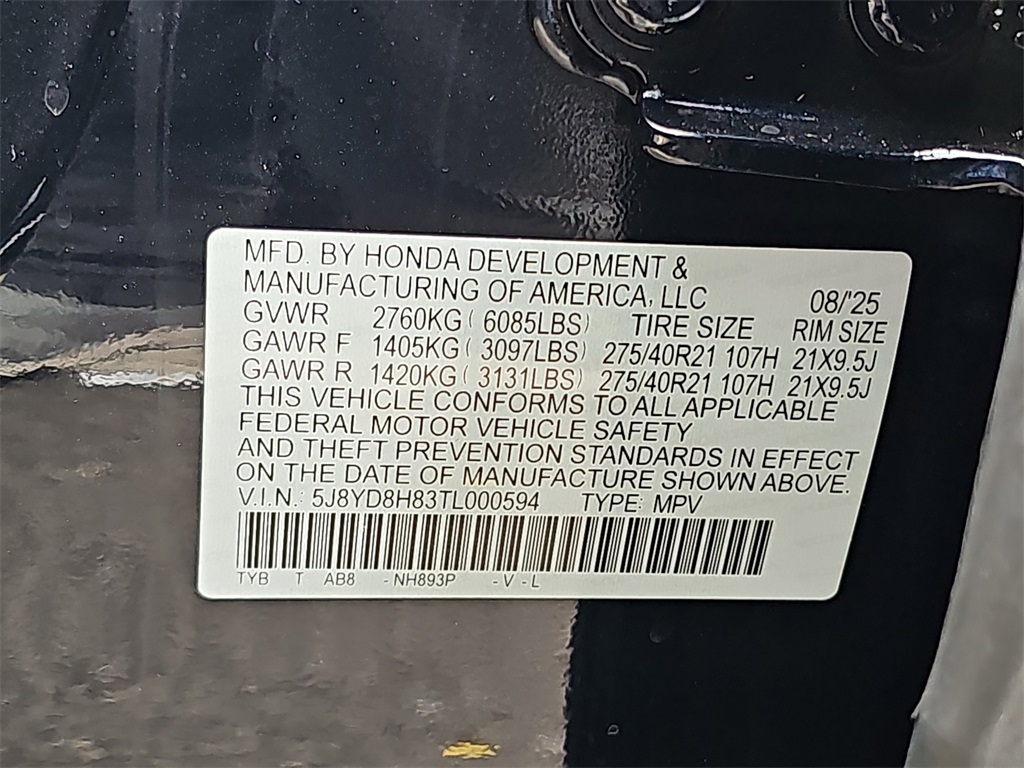 MFD. BY HONDA DEVELOPMENT &
MANUFACTURING OF AMERICA, LLC 08/'25
GVWR 2760KG ( 6085LBS) TIRE SIZE RIM SIZE
GAWR F 1405KG ( 3097LBS) 275/40R21 107H 21X9.5J
GAWR R 1420KG ( 3131LBS) 275/40R21 107H 21X9.5J
THIS VEHICLE CONFORMS TO ALL APPLICABLE
FEDERAL MOTOR VEHICLE SAFETY
AND THEFT PREVENTION STANDARDS IN EFFECT
ON THE DATE OF MANUFACTURE SHOWN ABOVE.
V.I.N.: 5J8YD8H83TL000594 TYPE: MPV
TYB T AB8 - NH893P - V - L